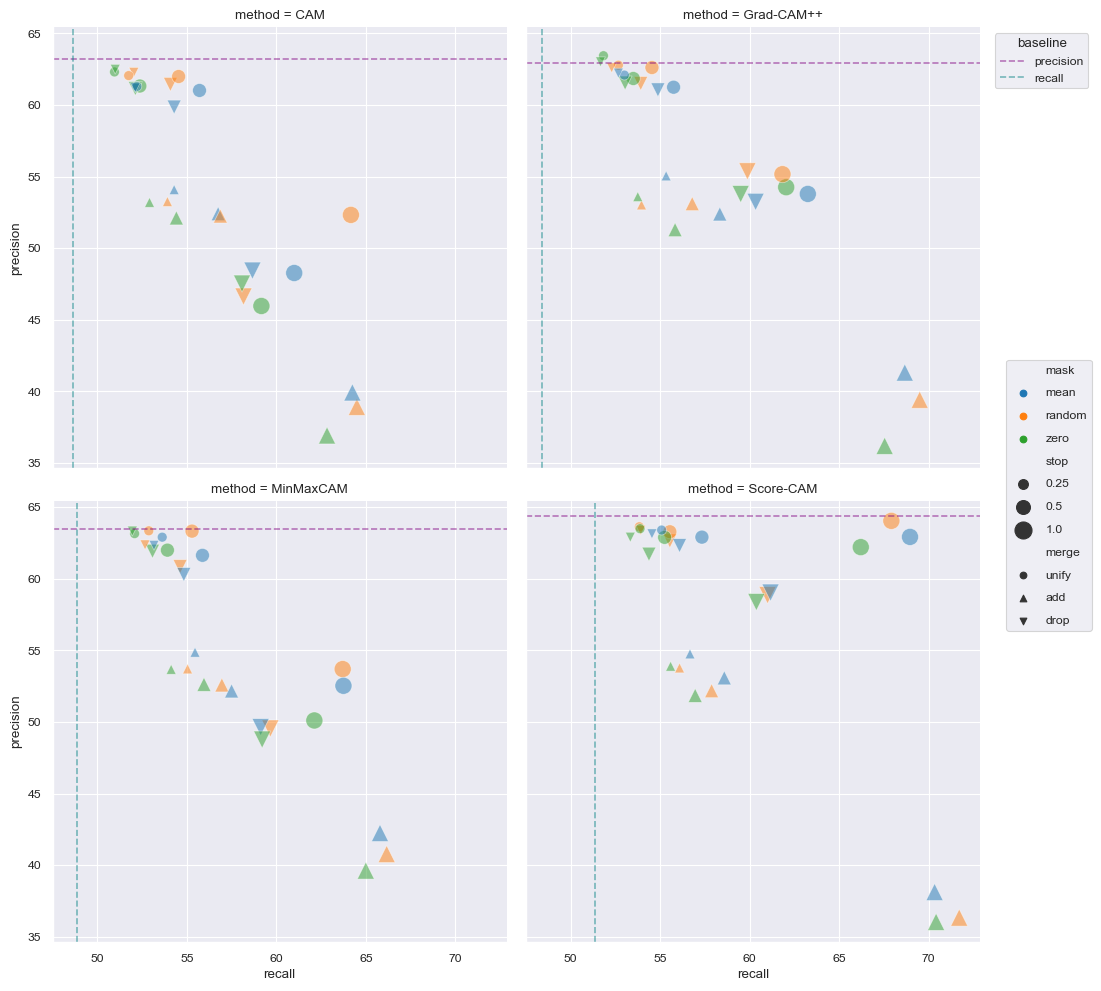 method = CAM
method = Grad-CAM++
65
60
55
50
45
40
35
precision
baseline
precision
recall
mask
mean
random
zero
stop
0.25
0.5
1.0
merge
unify
add
drop
method = MinMaxCAM
method = Score-CAM
65
60
55
50
45
40
35
precision
50 55 60 65 70
recall
50 55 60 65 70
recall